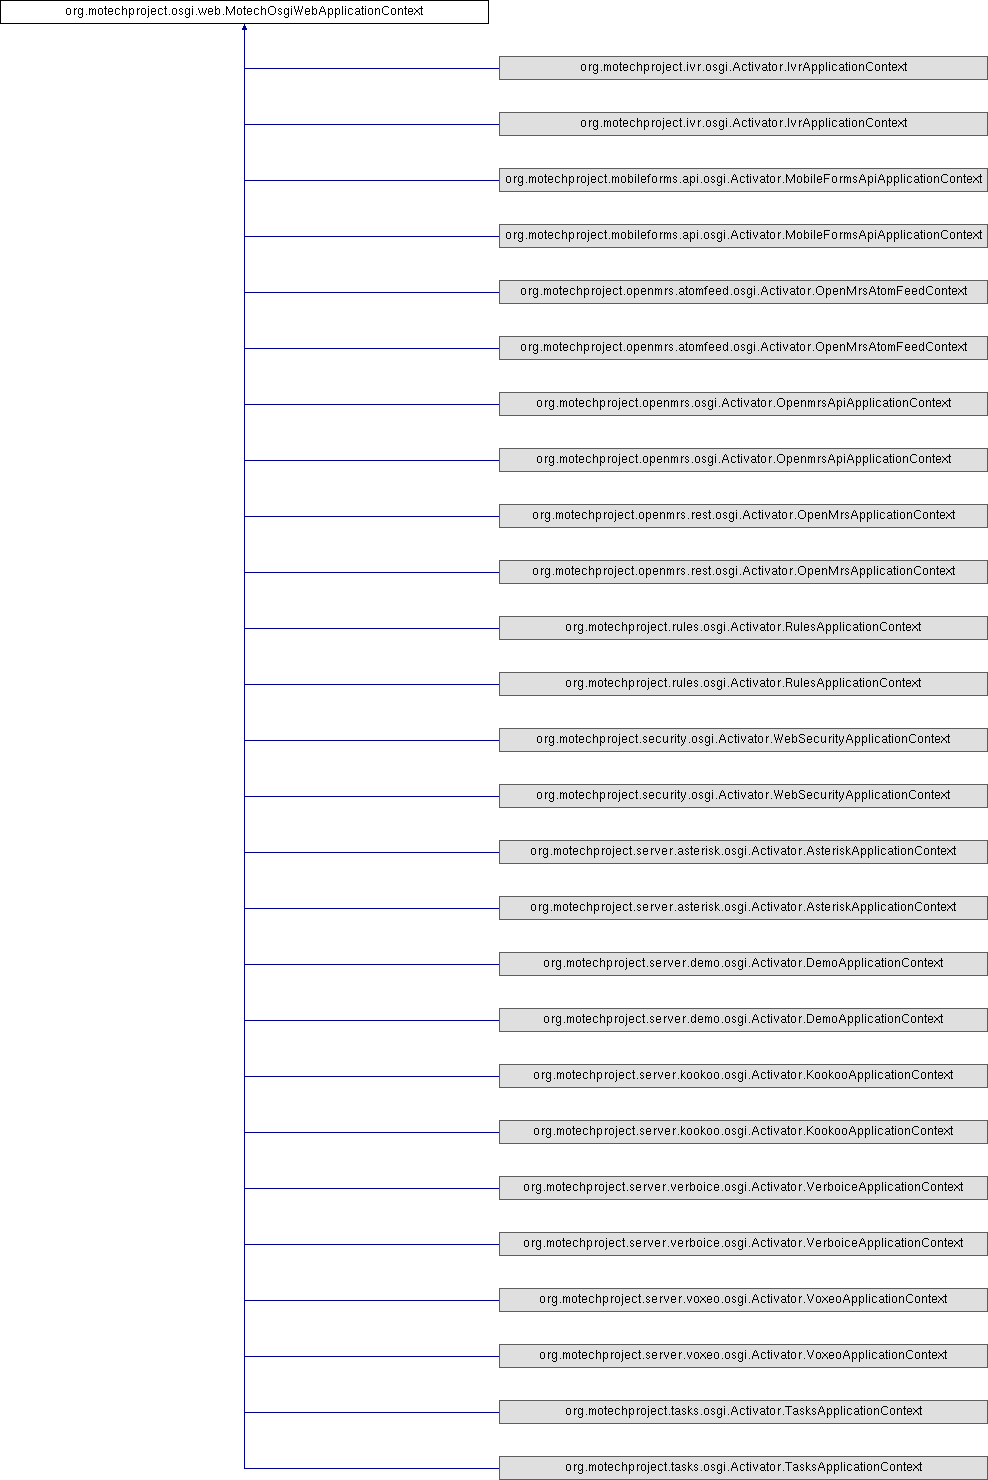 org.motechproject.osgi.web.MotechOsgiWebApplicationContext
org.motechproject.ivr.osgi.Activator.IvrApplicationContext
org.motechproject.ivr.osgi.Activator.IvrApplicationContext
org.motechproject.mobileforms.api.osgi.Activator.MobileFormsApiApplicationContext
org.motechproject.mobileforms.api.osgi.Activator.MobileFormsApiApplicationContext
org.motechproject.openmrs.atomfeed.osgi.Activator.OpenMrsAtomFeedContext
org.motechproject.openmrs.atomfeed.osgi.Activator.OpenMrsAtomFeedContext
org.motechproject.openmrs.osgi.Activator.OpenmrsApiApplicationContext
org.motechproject.openmrs.osgi.Activator.OpenmrsApiApplicationContext
org.motechproject.openmrs.rest.osgi.Activator.OpenMrsApplicationContext
org.motechproject.openmrs.rest.osgi.Activator.OpenMrsApplicationContext
org.motechproject.rules.osgi.Activator.RulesApplicationContext
org.motechproject.rules.osgi.Activator.RulesApplicationContext
org.motechproject.security.osgi.Activator.WebSecurityApplicationContext
org.motechproject.security.osgi.Activator.WebSecurityApplicationContext
org.motechproject.server.asterisk.osgi.Activator.AsteriskApplicationContext
org.motechproject.server.asterisk.osgi.Activator.AsteriskApplicationContext
org.motechproject.server.demo.osgi.Activator.DemoApplicationContext
org.motechproject.server.demo.osgi.Activator.DemoApplicationContext
org.motechproject.server.kookoo.osgi.Activator.KookooApplicationContext
org.motechproject.server.kookoo.osgi.Activator.KookooApplicationContext
org.motechproject.server.verboice.osgi.Activator.VerboiceApplicationContext
org.motechproject.server.verboice.osgi.Activator.VerboiceApplicationContext
org.motechproject.server.voxeo.osgi.Activator.VoxeoApplicationContext
org.motechproject.server.voxeo.osgi.Activator.VoxeoApplicationContext
org.motechproject.tasks.osgi.Activator.TasksApplicationContext
org.motechproject.tasks.osgi.Activator.TasksApplicationContext